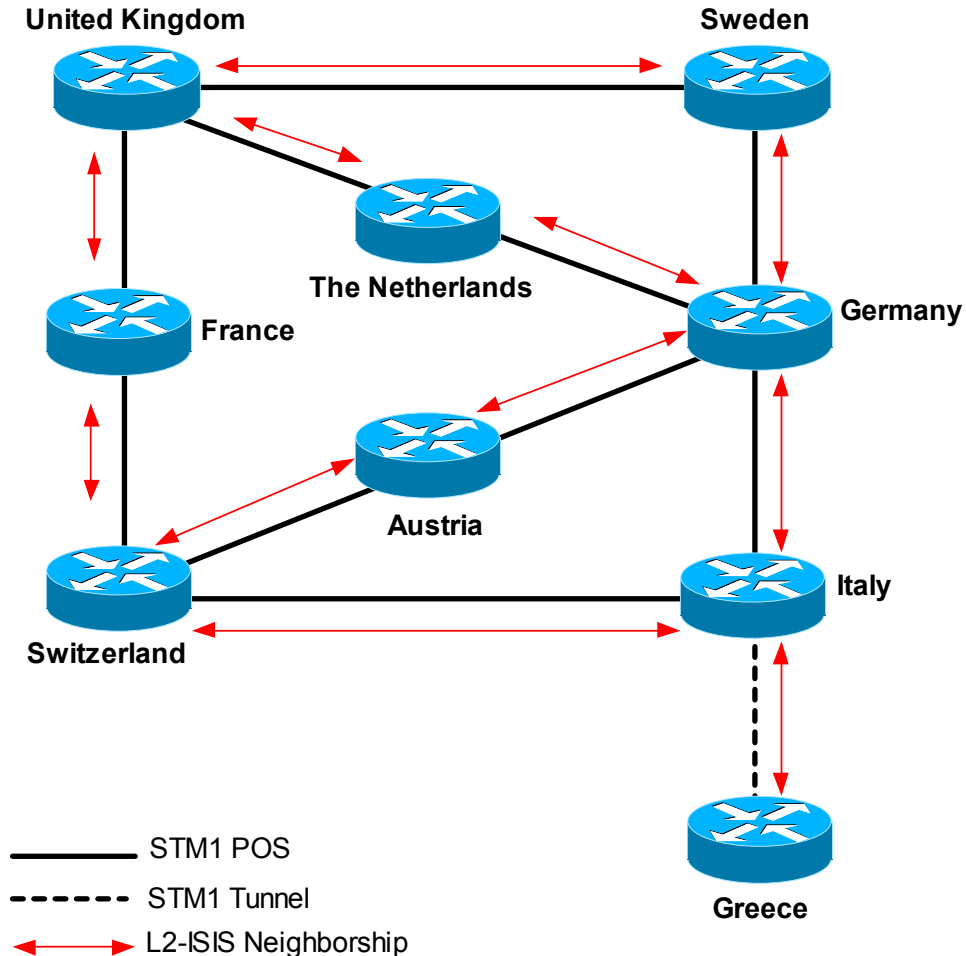 United Kingdom
Sweden
The Netherlands
Germany
France
Austria
Italy
Switzerland
STM1 POS
STM1 Tunnel
Greece
L2-ISIS Neighborship